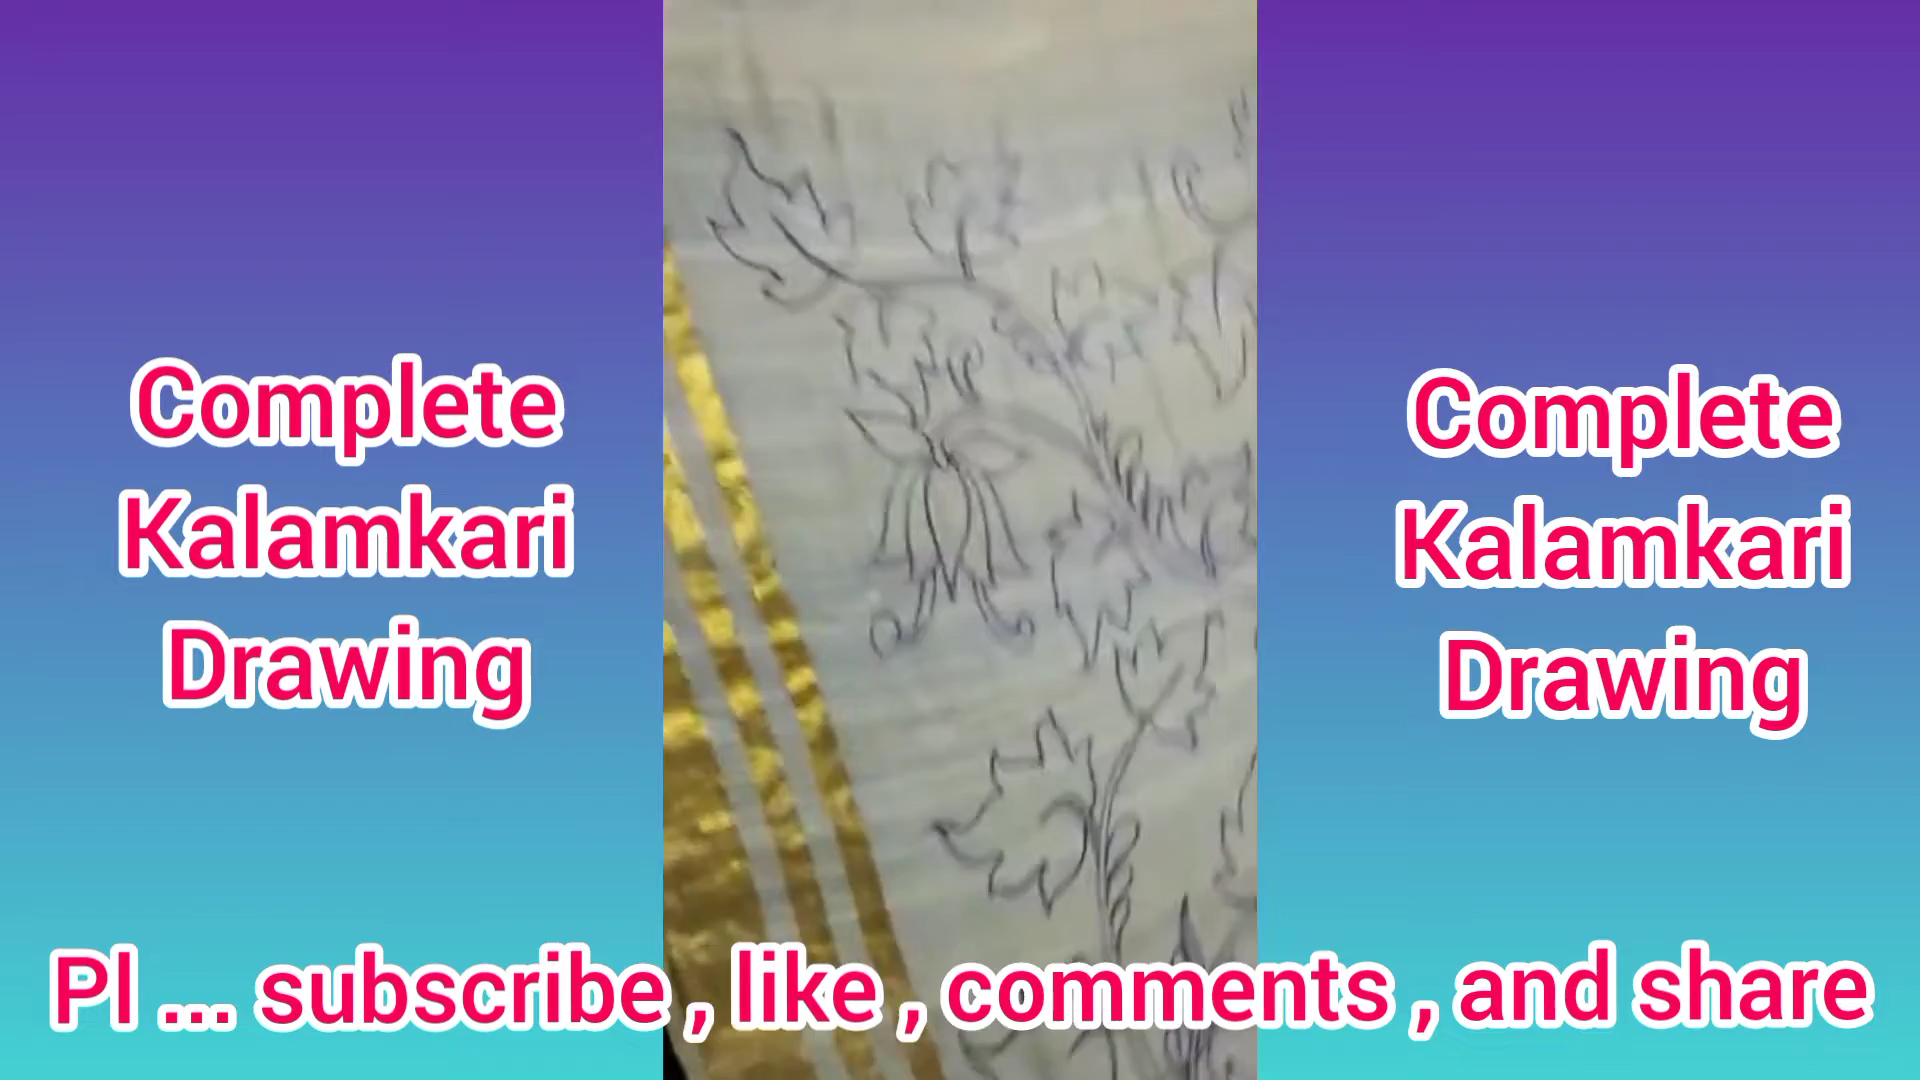 Complete
Kalamkari
Drawing
Complete
Kalamkari
Drawing
Pl ... subscribe , like , comments , and share